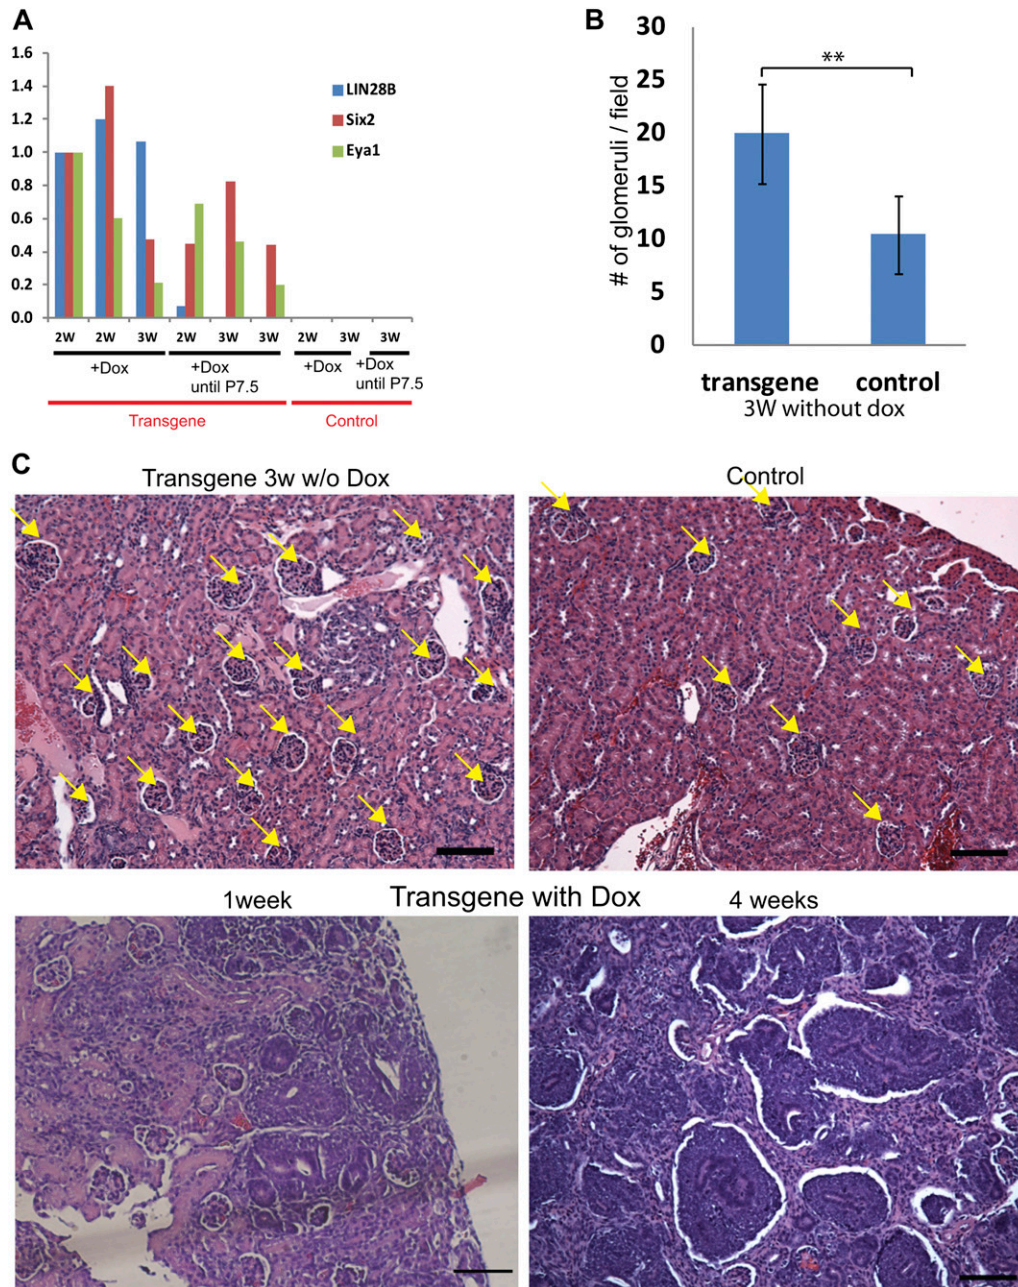 A
1.6
1.4
1.2
1.0
0.8
0.6
0.4
0.2
0.0
LIN28B
Six2
Eya1
2W 2W 3W 2W 3W 3W 2W 3W 3W
+Dox +Dox until P7.5 +Dox +Dox until P7.5
Transgene Control
B
# of glomeruli / field
30
25
20
15
10
5
0
**
transgene control
3W without dox
C
Transgene 3w w/o Dox Control
Transgene with Dox
1week 4 weeks